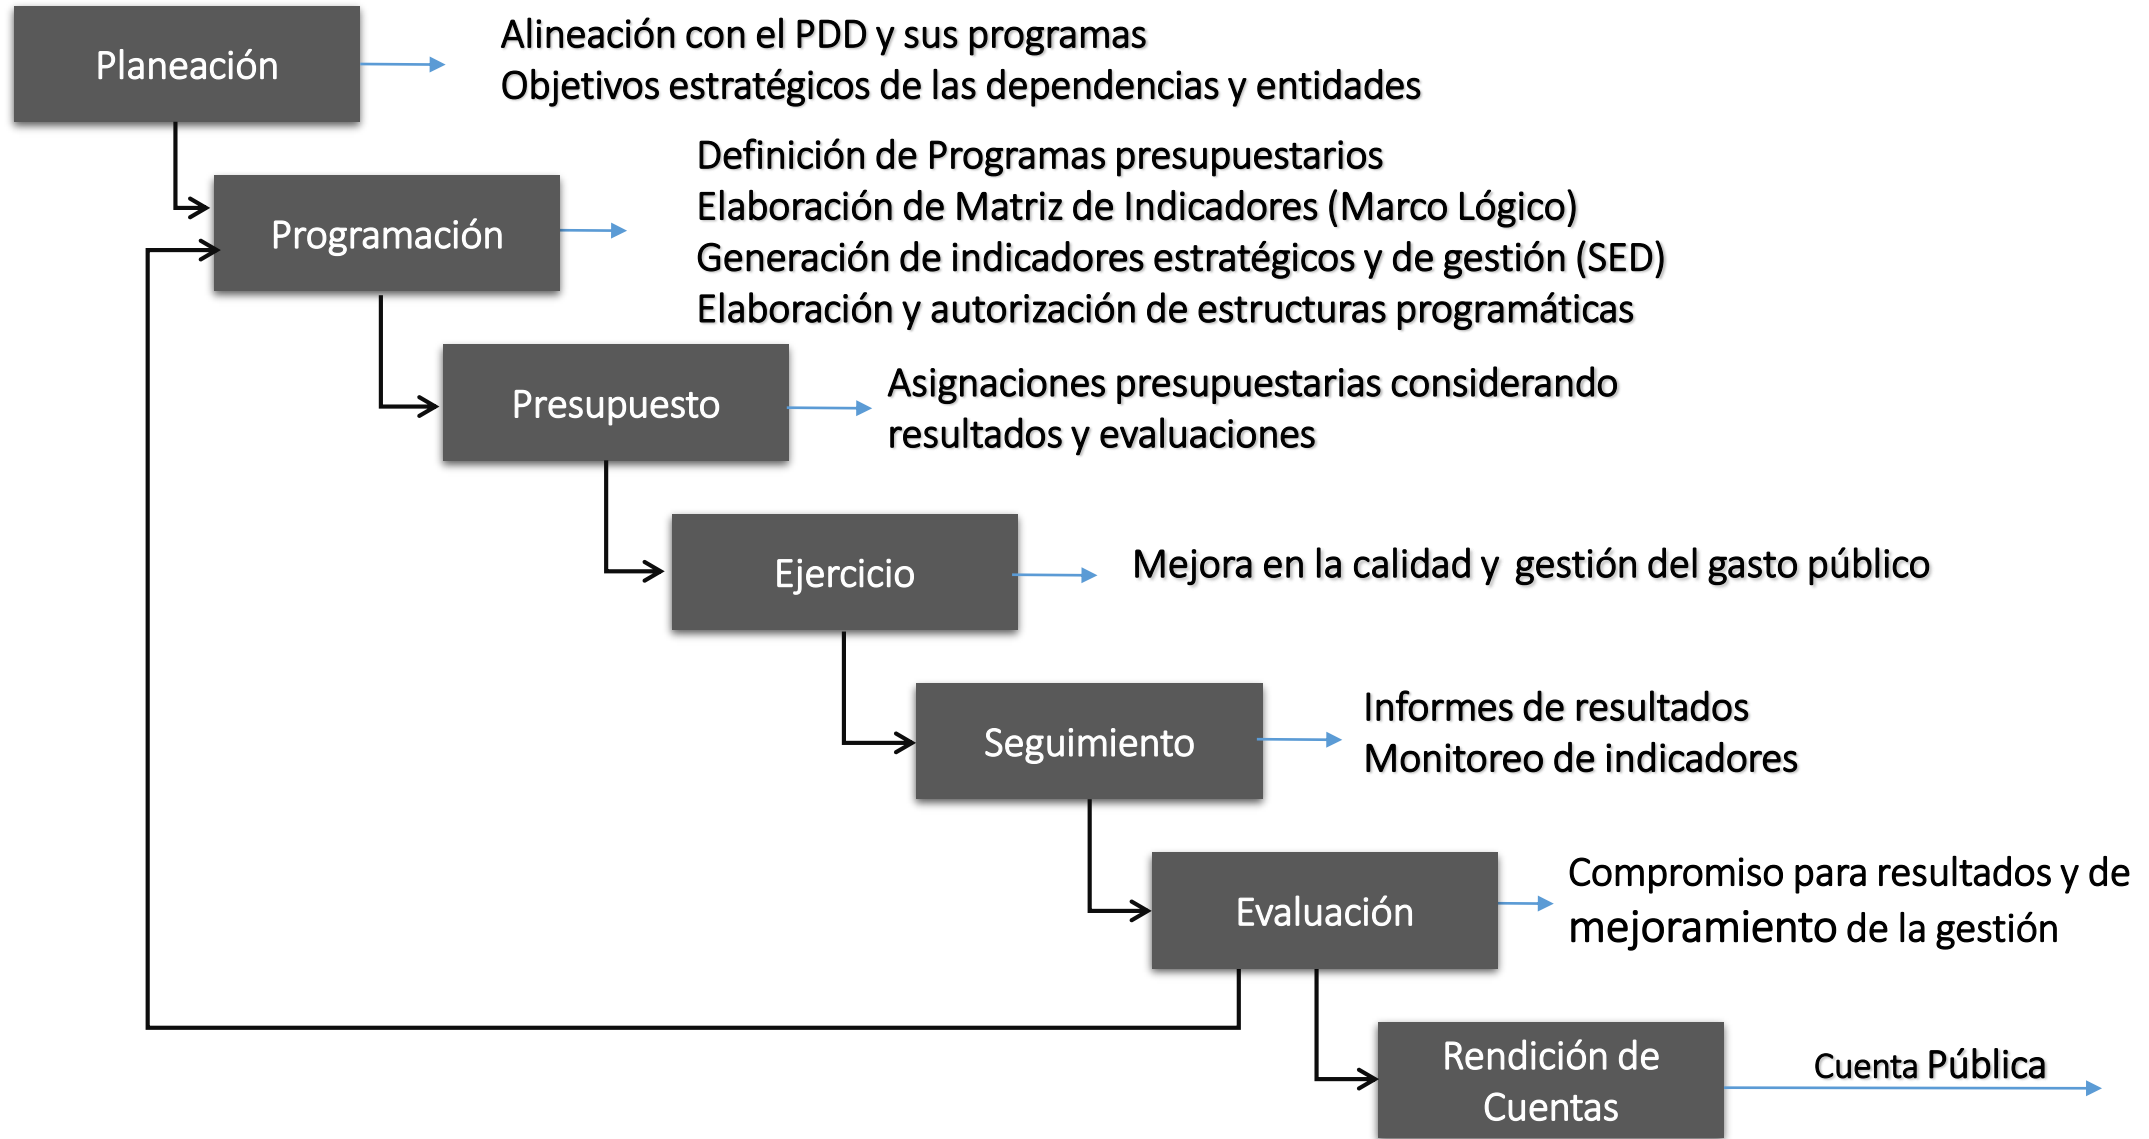 Planeación
Alineación con el PDD y sus programas
Objetivos estratégicos de las dependencias y entidades
Programación
Definición de Programas presupuestarios
Elaboración de Matriz de Indicadores (Marco Lógico)
Generación de indicadores estratégicos y de gestión (SED)
Elaboración y autorización de estructuras programáticas
Presupuesto
Asignaciones presupuestarias considerando
resultados y evaluaciones
Ejercicio
Mejora en la calidad y gestión del gasto público
Seguimiento
Informes de resultados
Monitoreo de indicadores
Evaluación
Compromiso para resultados y de
mejoramiento de la gestión
Rendición de
Cuentas
Cuenta Pública